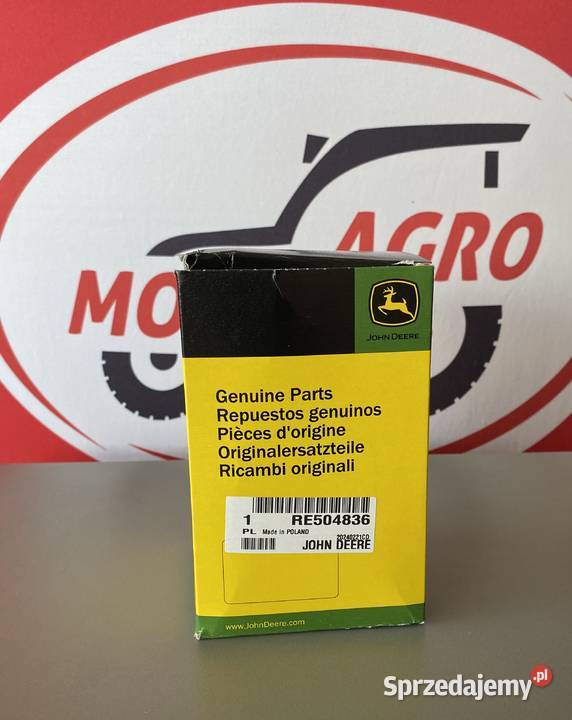 MO AGRO
JOHN DEERE
Genuine Parts
Repuestos genuinos
Pièces d'origine
Originalersatzteile
Ricambi originali
1 RE504836
PL Made in POLAND
20240221CO
JOHN DEERE
www.JohnDeere.com
Sprzedajemy.pl